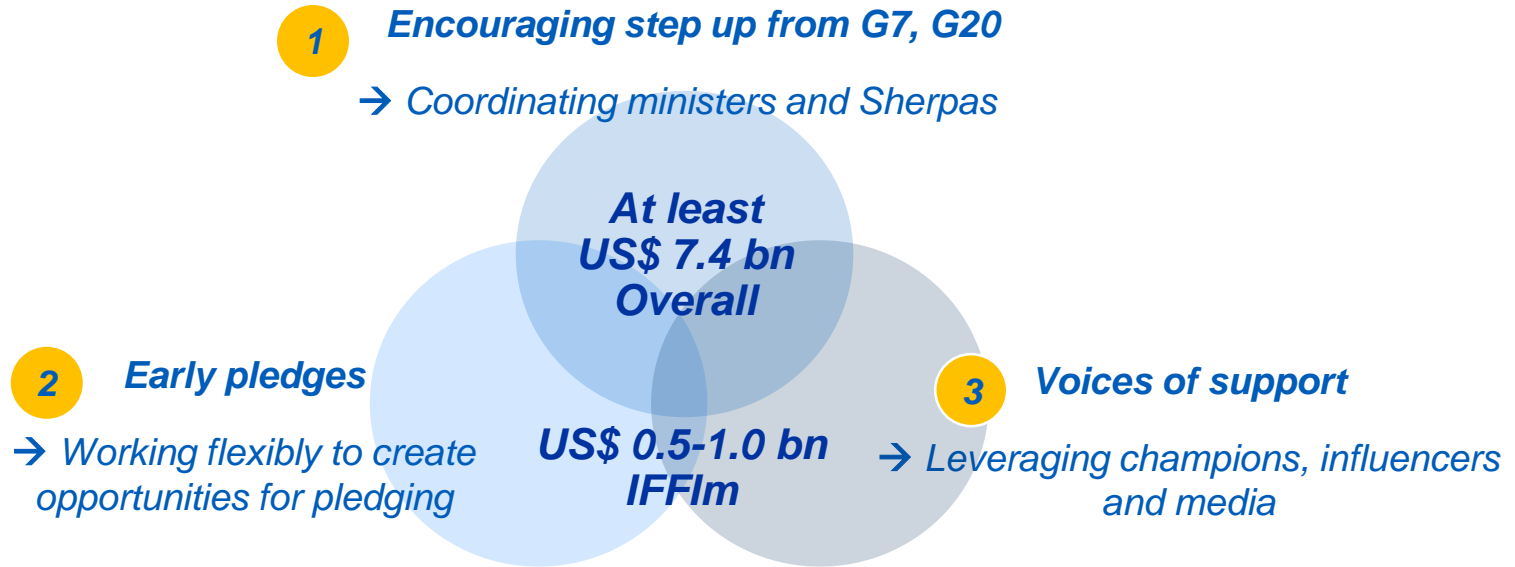 1
Encouraging step up from G7, G20
→ Coordinating ministers and Sherpas
At least
US$ 7.4 bn
Overall
2
Early pledges
→ Working flexibly to create
opportunities for pledging
US$ 0.5-1.0 bn
IFFIm
3
Voices of support
→ Leveraging champions, influencers
and media